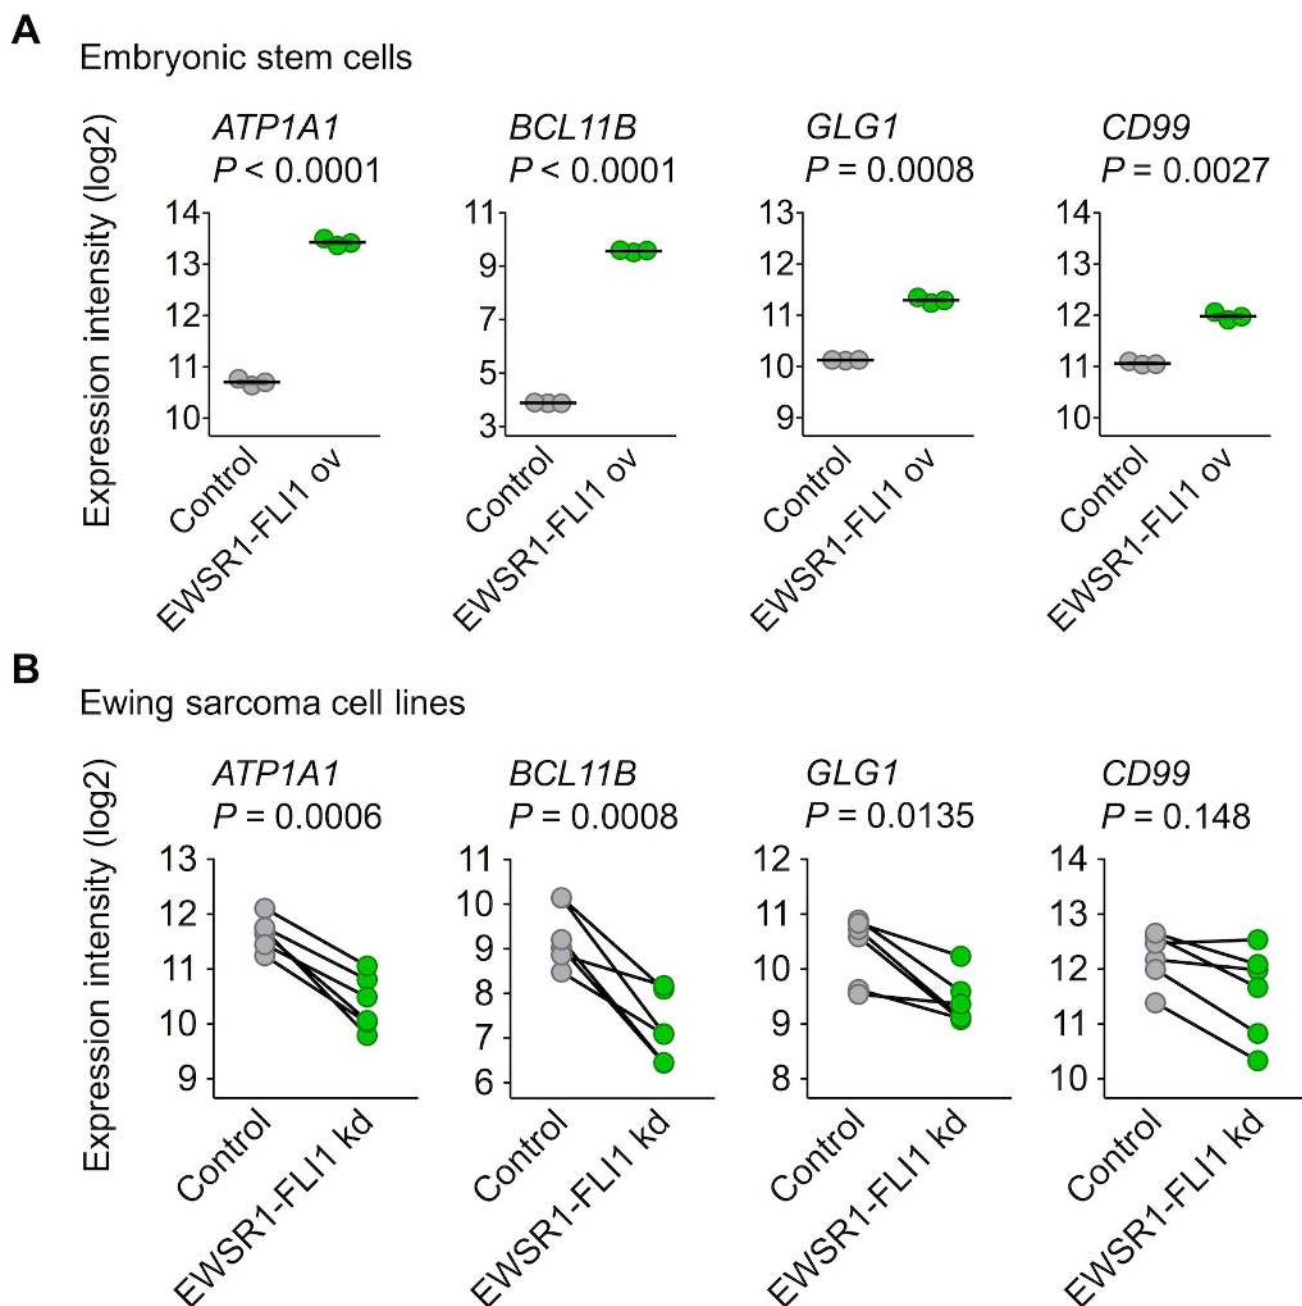 A
Embryonic stem cells
Expression intensity (log2)
ATP1A1
P < 0.0001
14
13
12
11
10
Control
EWSR1-FLI1 ov
BCL11B
P < 0.0001
11
9
7
5
3
Control
EWSR1-FLI1 ov
GLG1
P = 0.0008
13
12
11
10
9
Control
EWSR1-FLI1 ov
CD99
P = 0.0027
14
13
12
11
10
Control
EWSR1-FLI1 ov
B
Ewing sarcoma cell lines
Expression intensity (log2)
ATP1A1
P = 0.0006
13
12
11
10
9
Control
EWSR1-FLI1 kd
BCL11B
P = 0.0008
11
10
9
8
7
6
Control
EWSR1-FLI1 kd
GLG1
P = 0.0135
12
11
10
9
8
Control
EWSR1-FLI1 kd
CD99
P = 0.148
14
13
12
11
10
Control
EWSR1-FLI1 kd